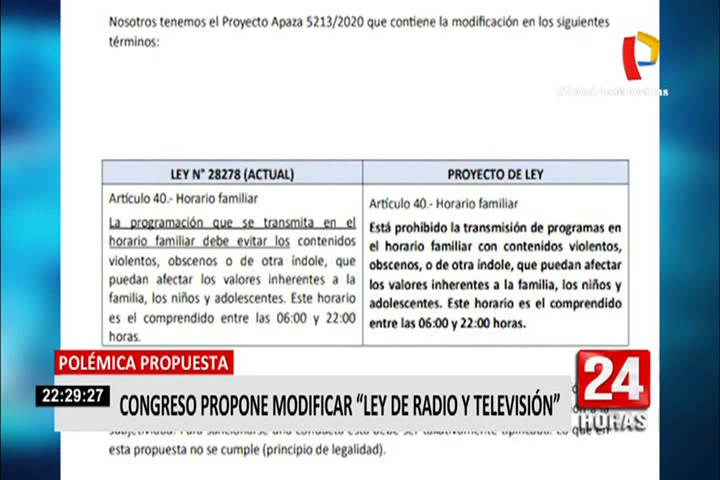 Nosotros tenemos el Proyecto Apaza 5213/2020 que contiene la modificación en los siguientes
términos:
LEY N° 28278 (ACTUAL)
PROYECTO DE LEY
Artículo 40.- Horario familiar
La programación que se transmita en el
horario familiar debe evitar los contenidos
violentos, obscenos o de otra índole, que
puedan afectar los valores inherentes a la
familia, los niños y adolescentes. Este horario
es el comprendido entre las 06:00 y 22:00
horas.
Artículo 40.- Horario familiar
Está prohibido la transmisión de programas en
el horario familiar con contenidos violentos,
obscenos, o de otra índole, que puedan afectar
los valores inherentes a la familia, los niños y
adolescentes. Este horario es el comprendido
entre las 06:00 y 22:00 horas.
POLÉMICA PROPUESTA
22:29:27
CONGRESO PROPONE MODIFICAR “LEY DE RADIO Y TELEVISIÓN”
24
HORAS
esta propuesta no se cumple (principio de legalidad).